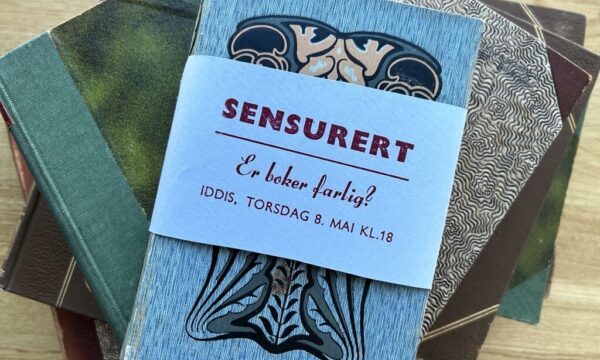 SENSURERT
Er bøker farlig?
IDDIS, TORSDAG 8. MAI KL.18